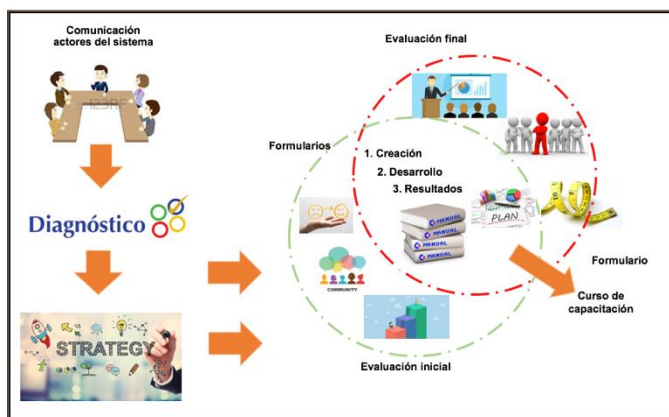 Comunicación
actores del sistema
Diagnóstico
STRATEGY
Evaluación final
Formularios
1. Creación
2. Desarrollo
3. Resultados
MANUAL
MANUAL
MANUAL
MANUAL
PLAN
COMMUNITY
Formulario
Curso de
capacitación
Evaluación inicial